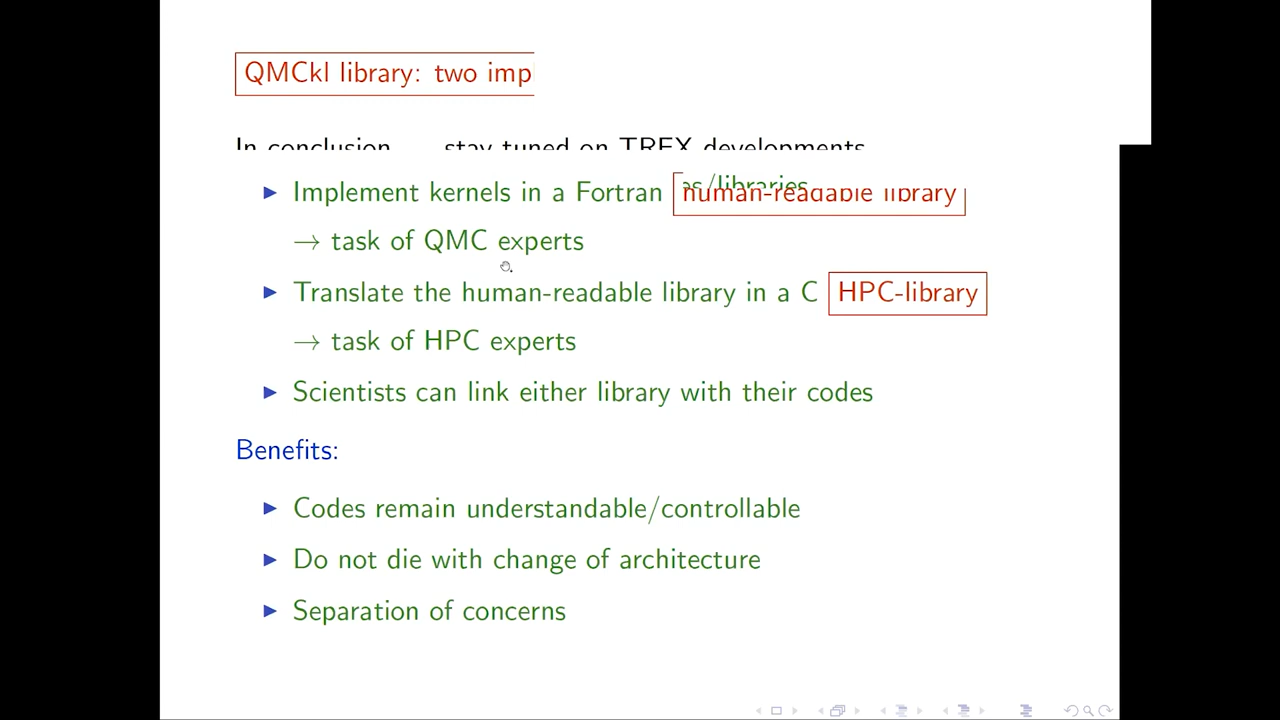 QMCkl library: two imp
In conclusion ... stay tuned on TREX developments
▶ Implement kernels in a Fortran human-readable library
es/libraries
→ task of QMC experts
▶ Translate the human-readable library in a C HPC-library
→ task of HPC experts
▶ Scientists can link either library with their codes
Benefits:
▶ Codes remain understandable/controllable
▶ Do not die with change of architecture
▶ Separation of concerns